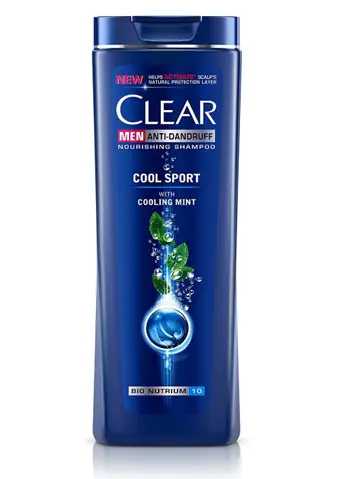 NEW HELPS ACTIVATE SCALP'S
NATURAL PROTECTION LAYER
CLEAR
MEN ANTI-DANDRUFF
NOURISHING SHAMPOO
COOL SPORT
WITH
COOLING MINT
BIO NUTRIUM 10